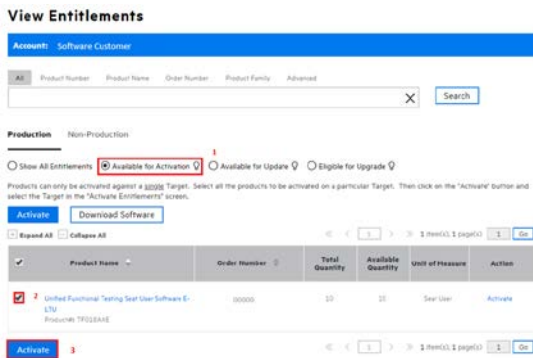 View Entitlements
Account: Software Customer
All Product Number Product Name Order Number Product Family Advanced
X Search
Production Non-Production
1
Show All Entitlements Available for Activation Available for Update Eligible for Upgrade
Products can only be activated against a single Target. Select all the products to be activated on a particular Target. Then click on the "Activate" button and
select the Target in the "Activate Entitlements" screen.
Activate Download Software
Expand All Collapse All 1 1 item(s); 1 page(s) 1 Go
Product Name Order Number Total Quantity Available Quantity Unit of Measure Action
2 Unified Functional Testing Seat User Software E-
LTU
00000 10 10 Seat User Activate
Product#: TF018AAE
Activate 3 1 1 item(s); 1 page(s) 1 Go